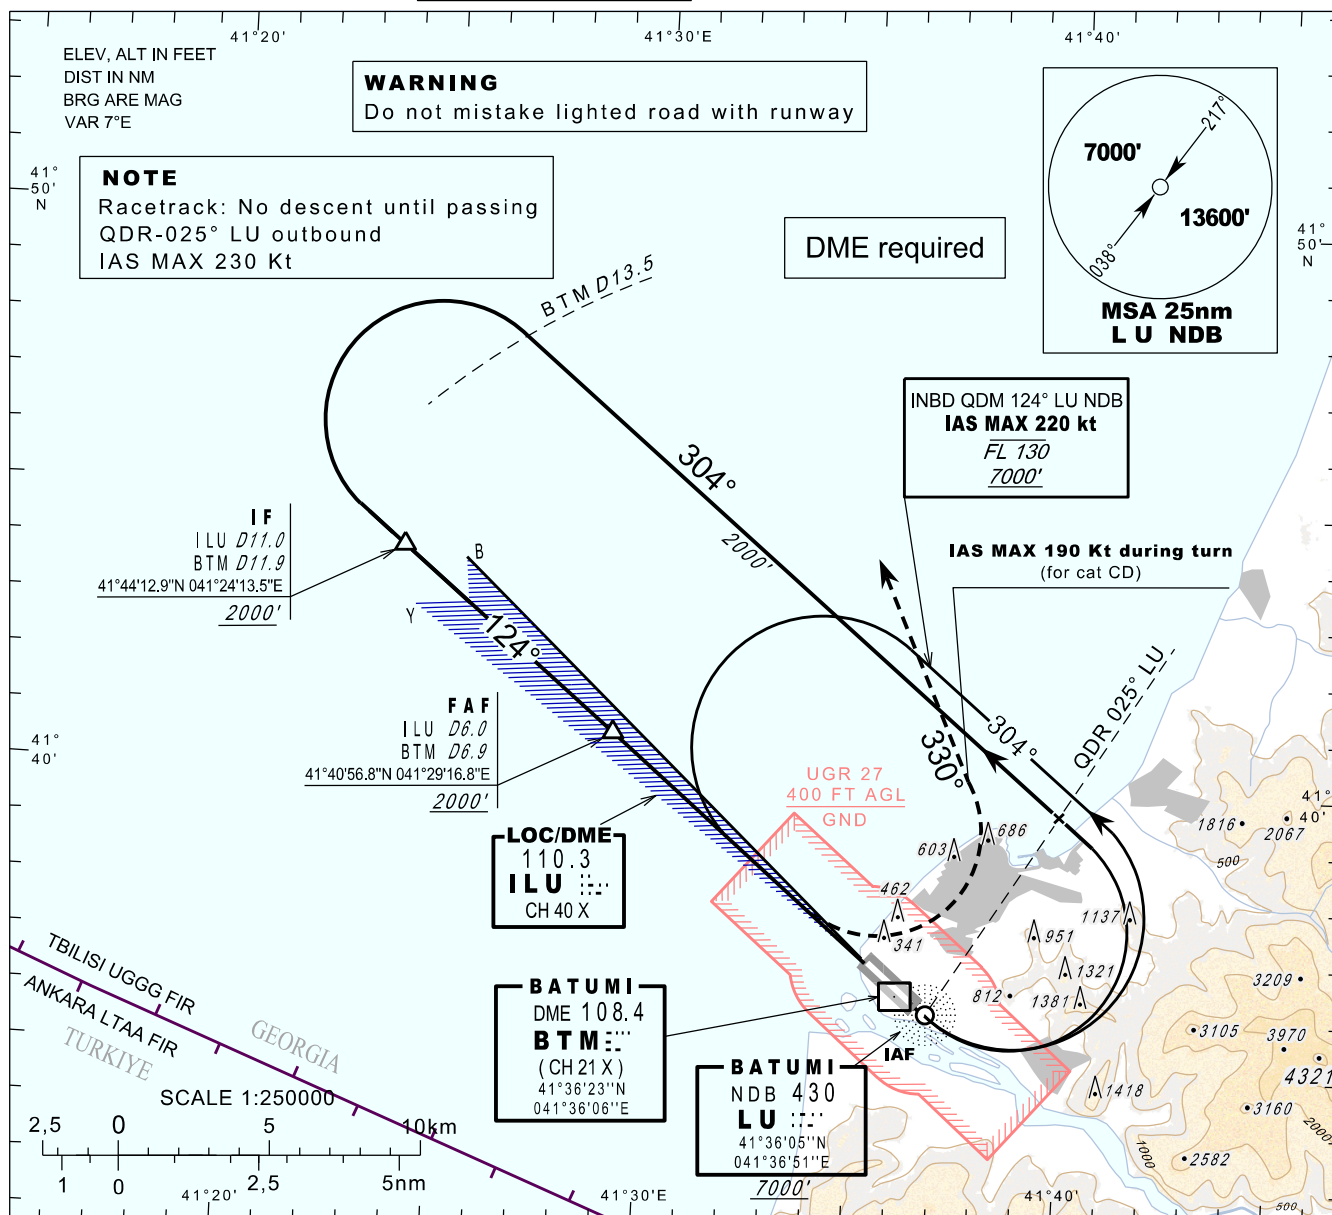 41°20'
41°30'E
41°40'
ELEV, ALT IN FEET
DIST IN NM
BRG ARE MAG
VAR 7°E
WARNING
Do not mistake lighted road with runway
NOTE
Racetrack: No descent until passing
QDR-025° LU outbound
IAS MAX 230 Kt
41°
50'
N
DME required
7000'
217°
13600'
038°
MSA 25nm
LU NDB
41°
50'
N
BTM D13.5
INBD QDM 124° LU NDB
IAS MAX 220 kt
FL 130
7000'
304°
2000'
IAS MAX 190 Kt during turn
(for cat CD)
IF
ILU D11.0
BTM D11.9
41°44'12.9"N 041°24'13.5"E
2000'
B
Y
124°
QDR 025° LU
FAF
ILU D6.0
BTM D6.9
41°40'56.8"N 041°29'16.8"E
2000'
41°
40'
330°
304°
UGR 27
400 FT AGL
GND
41°
40'
LOC/DME
110.3
ILU
CH 40 X
603
686
462
341
1816
2067
500
1137
951
1321
1381
812
3209
3105
3970
4321
1418
3160
2582
2000
1000
500
TBILISI UGGG FIR
ANKARA LTAA FIR
GEORGIA
TURKIYE
BATUMI
DME 108.4
BTM
(CH 21 X)
41°36'23"N
041°36'06"E
IAF
BATUMI
NDB 430
LU
41°36'05"N
041°36'51"E
7000'
SCALE 1:250000
2,5 0 5 10km
1 0 2,5 5nm
41°20'
41°30'E
41°40'